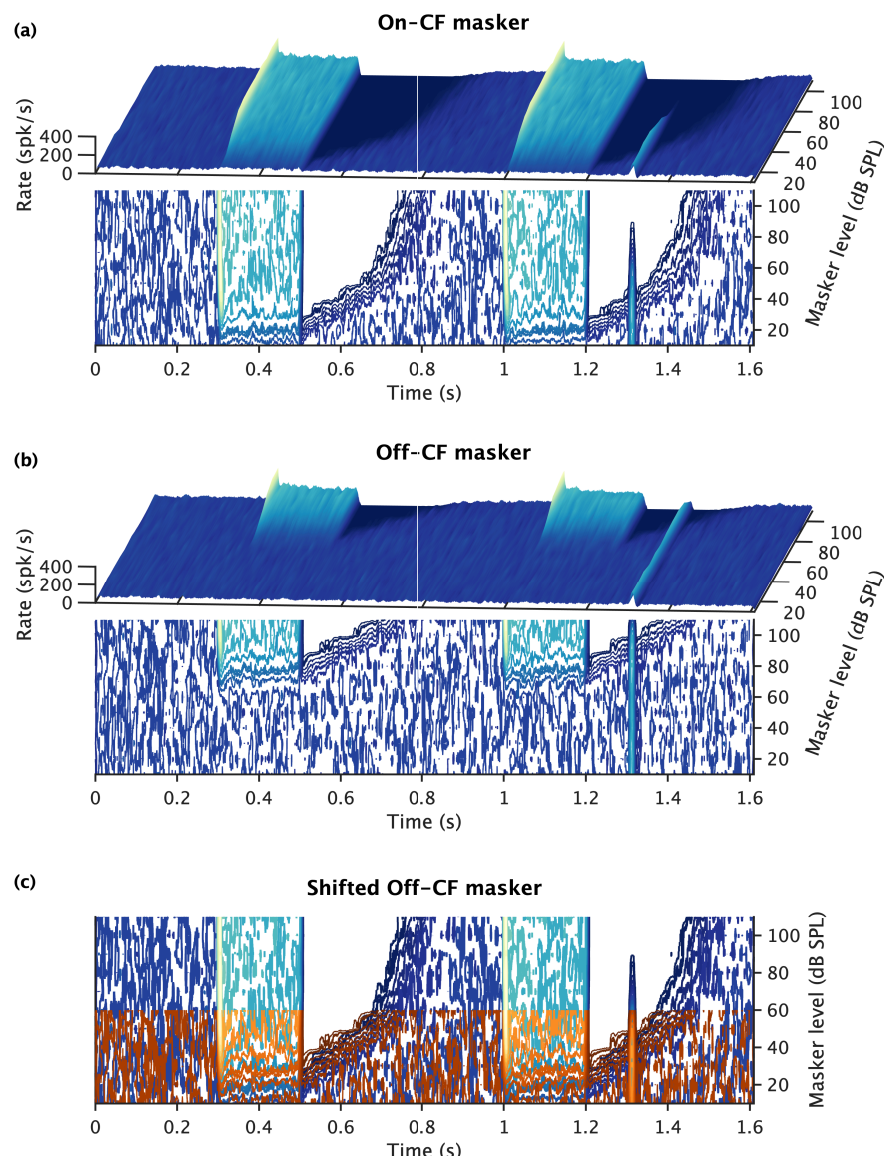 (a)
On-CF masker
Rate (spk/s)
400
200
0
100
80
60
40
20
Masker level (dB SPL)
100
80
60
40
20
0 0.2 0.4 0.6 0.8 1 1.2 1.4 1.6
Time (s)
(b)
Off-CF masker
Rate (spk/s)
400
200
0
100
80
60
40
20
Masker level (dB SPL)
100
80
60
40
20
0 0.2 0.4 0.6 0.8 1 1.2 1.4 1.6
Time (s)
(c)
Shifted Off-CF masker
100
80
60
40
20
Masker level (dB SPL)
0 0.2 0.4 0.6 0.8 1 1.2 1.4 1.6
Time (s)